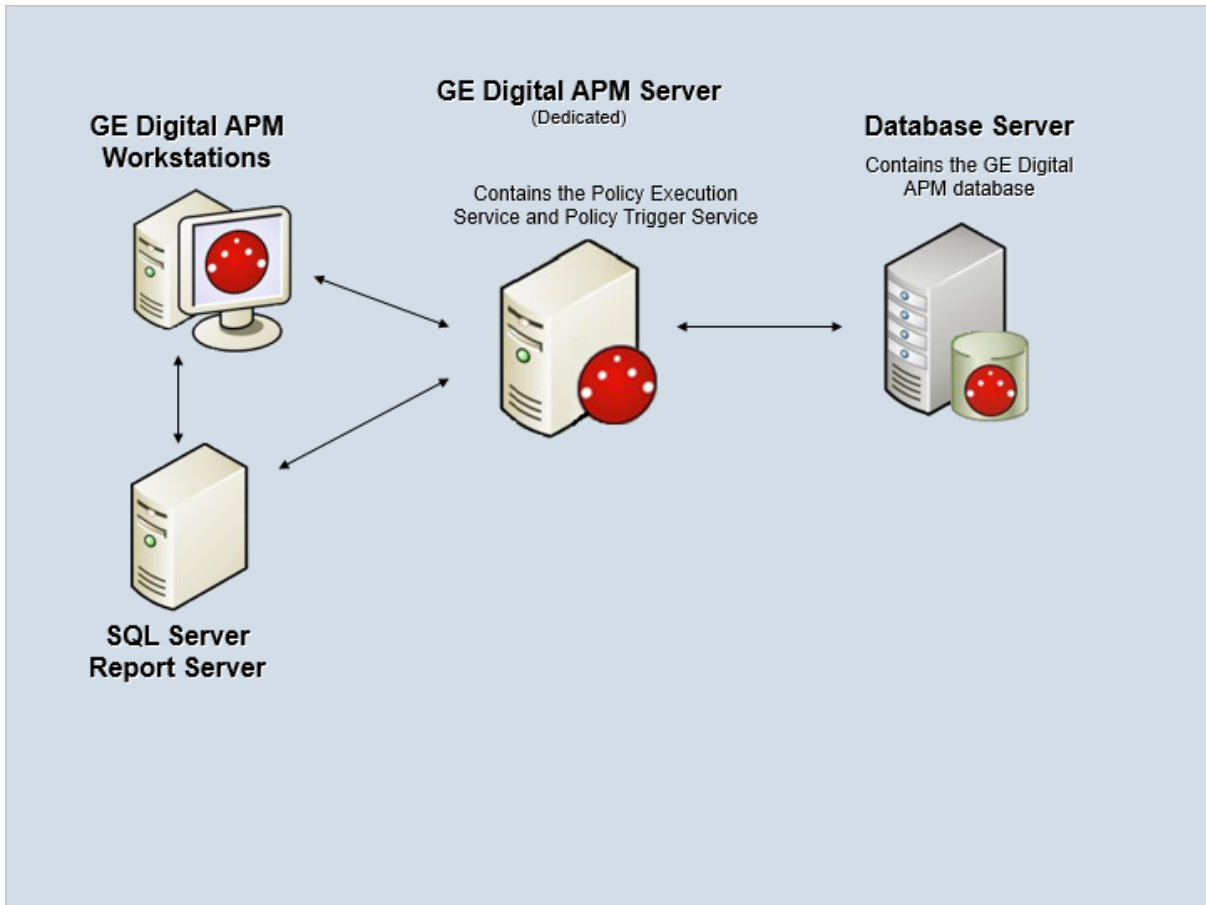 GE Digital APM
Workstations
GE Digital APM Server
(Dedicated)
Contains the Policy Execution
Service and Policy Trigger Service
Database Server
Contains the GE Digital
APM database
SQL Server
Report Server